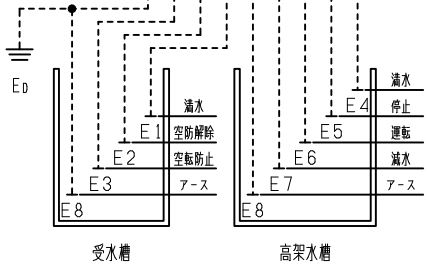 ED
満水
満水
E4 停止
E1 空防解除
E5 運転
E2 空転防止
E6 減水
E3 アース
E7 アース
E8
E8
受水槽
高架水槽